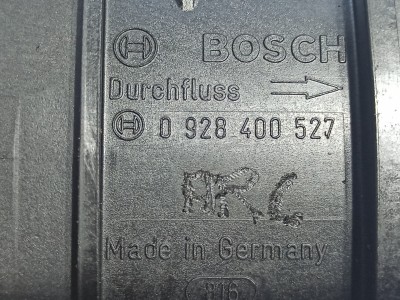 BOSCH
Durchfluss
0 928 400 527
Made in Germany